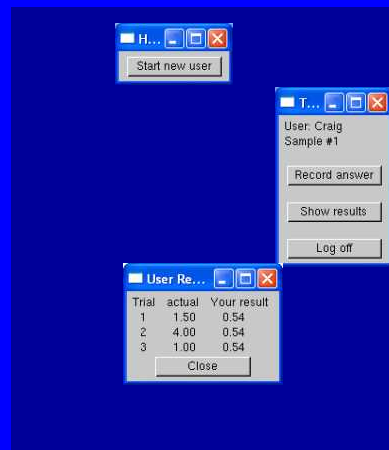 H...
Start new user
T...
User: Craig
Sample #1
Record answer
Show results
Log off
User Re...
Trial actual Your result
1 1.50 0.54
2 4.00 0.54
3 1.00 0.54
Close